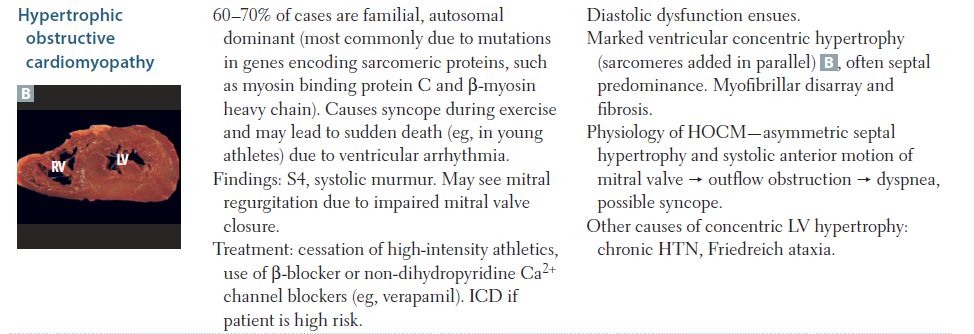 Hypertrophic
obstructive
cardiomyopathy
B
RV
LV
60–70% of cases are familial, autosomal
dominant (most commonly due to mutations
in genes encoding sarcomeric proteins, such
as myosin binding protein C and β-myosin
heavy chain). Causes syncope during exercise
and may lead to sudden death (eg, in young
athletes) due to ventricular arrhythmia.
Findings: S4, systolic murmur. May see mitral
regurgitation due to impaired mitral valve
closure.
Treatment: cessation of high-intensity athletics,
use of β-blocker or non-dihydropyridine Ca²⁺
channel blockers (eg, verapamil). ICD if
patient is high risk.
Diastolic dysfunction ensues.
Marked ventricular concentric hypertrophy
(sarcomeres added in parallel) B, often septal
predominance. Myofibrillar disarray and
fibrosis.
Physiology of HOCM—asymmetric septal
hypertrophy and systolic anterior motion of
mitral valve → outflow obstruction → dyspnea,
possible syncope.
Other causes of concentric LV hypertrophy:
chronic HTN, Friedreich ataxia.